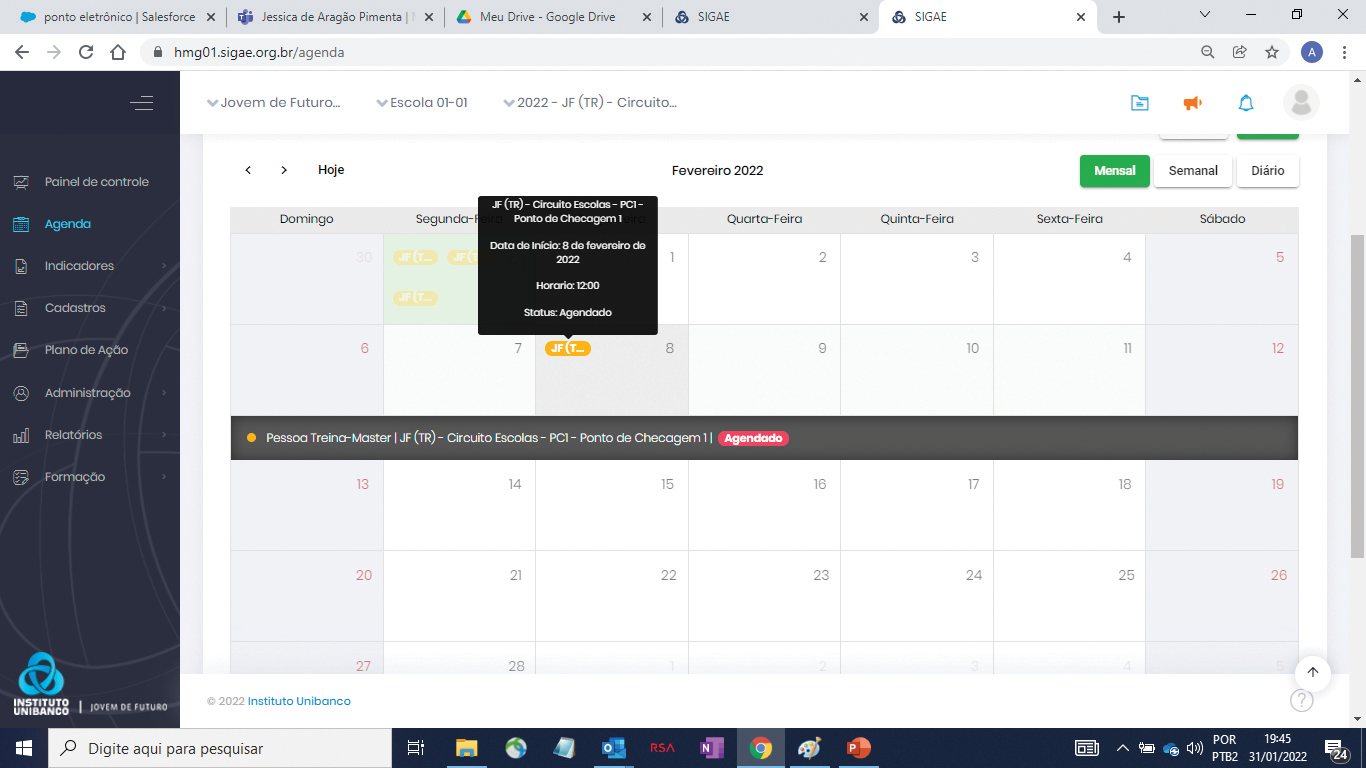 ponto eletrônico | Salesforce
Jessica de Aragão Pimenta |
Meu Drive - Google Drive
SIGAE
SIGAE
hmg01.sigae.org.br/agenda
A
Jovem de Futuro...
Escola 01-01
2022 - JF (TR) - Circuito...
Painel de controle
Agenda
Indicadores
Cadastros
Plano de Ação
Administração
Relatórios
Formação
INSTITUTO
UNIBANCO
| JOVEM DE FUTURO
Hoje
Fevereiro 2022
Mensal
Semanal
Diário
Domingo
Segunda-Fe
Quarta-Feira
Quinta-Feira
Sexta-Feira
Sábado
JF (TR) - Circuito Escolas - PC1 -
Ponto de Checagem 1
Data de Início: 8 de fevereiro de
2022
Horario: 12:00
Status: Agendado
30
JF (T...
JF (T
JF (T...
1
2
3
4
5
6
7
JF (T...
8
9
10
11
12
Pessoa Treina-Master | JF (TR) - Circuito Escolas - PC1 - Ponto de Checagem 1 | Agendado
13
14
15
16
17
18
19
20
21
22
23
24
25
26
27
28
1
2
3
4
5
© 2022 Instituto Unibanco
?
Digite aqui para pesquisar
RSA
POR
PTB2
19:45
31/01/2022
24